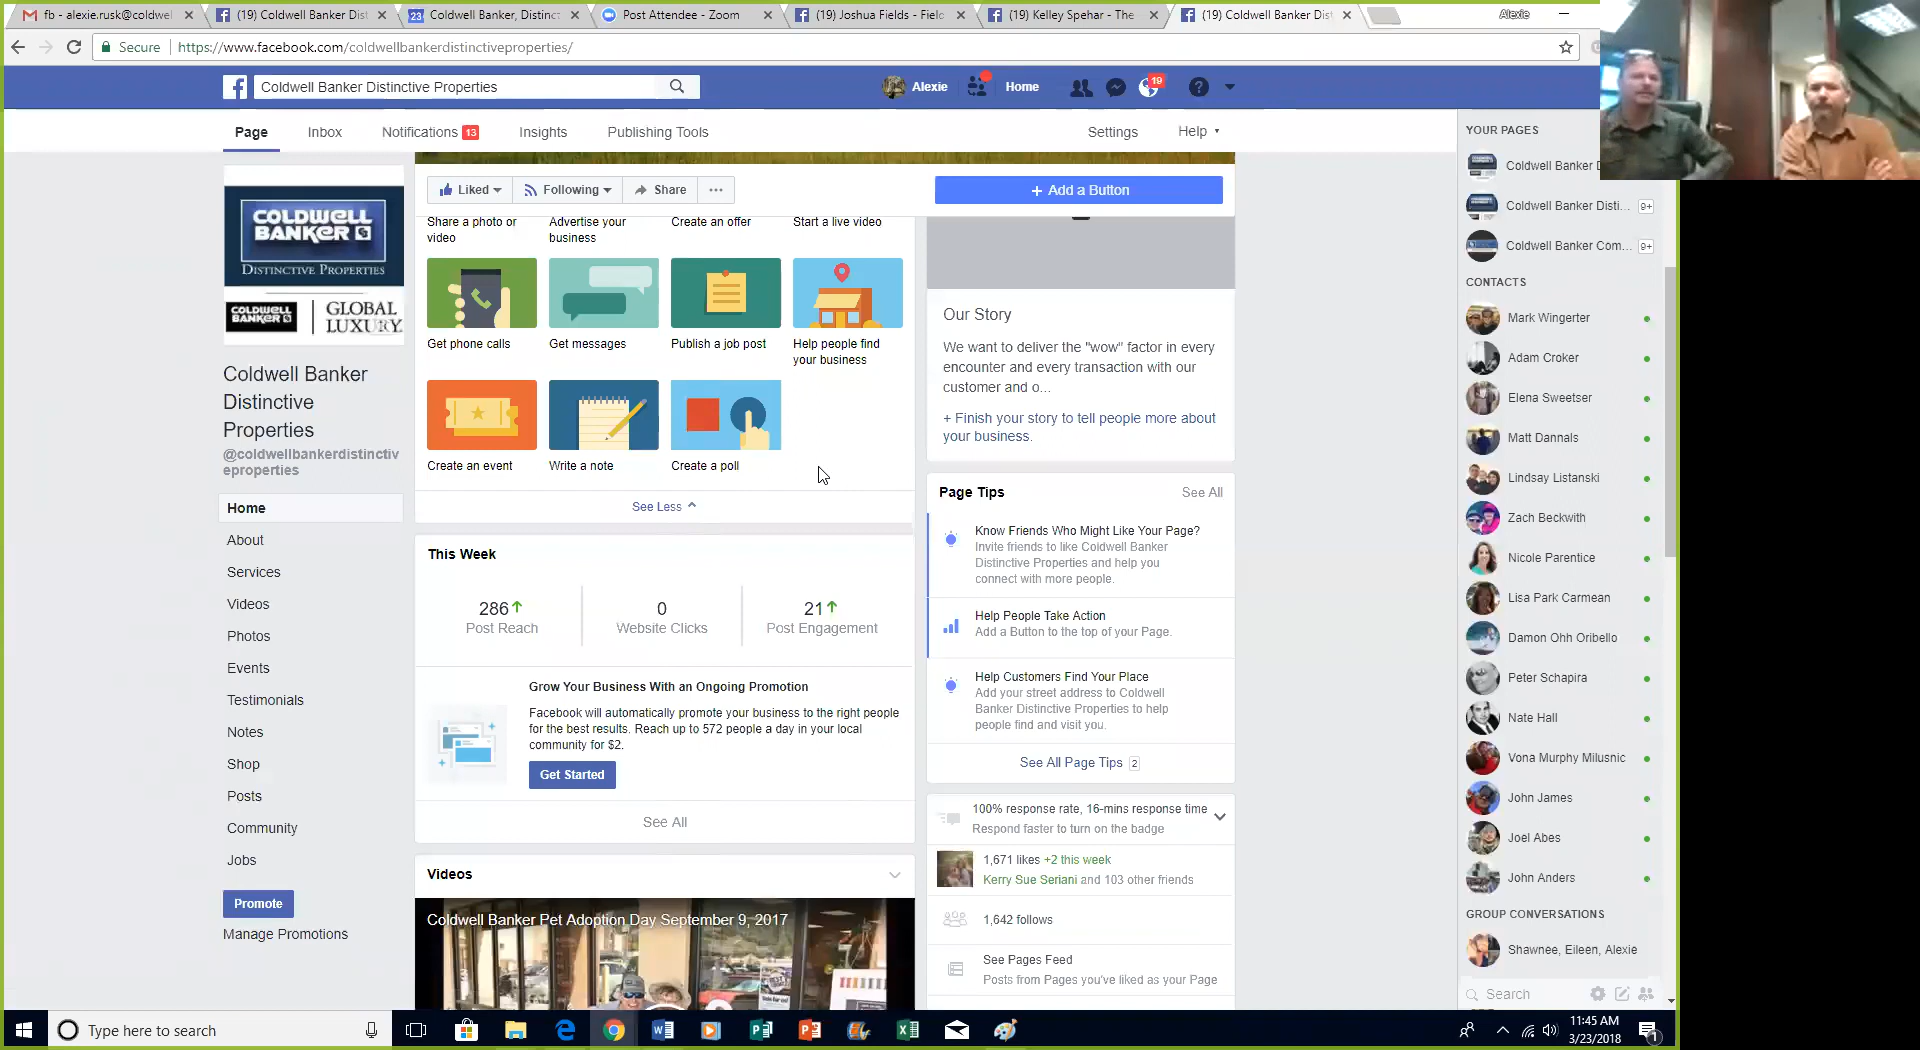 fb - alexie.rusk@coldwel
(19) Coldwell Banker Dist
Coldwell Banker, Distinct
Post Attendee - Zoom
(19) Joshua Fields - Field
(19) Kelley Spehar - The
(19) Coldwell Banker Dist
Alexie
Secure
https://www.facebook.com/coldwellbankerdistinctiveproperties/
Coldwell Banker Distinctive Properties
Alexie
Home
19
Page
Inbox
Notifications 13
Insights
Publishing Tools
Settings
Help
Liked
Following
Share
+ Add a Button
COLDWELL
BANKER
DISTINCTIVE PROPERTIES
COLDWELL
BANKER
GLOBAL
LUXURY
Coldwell Banker
Distinctive
Properties
@coldwellbankerdistinctiv
eproperties
Home
About
Services
Videos
Photos
Events
Testimonials
Notes
Shop
Posts
Community
Jobs
Promote
Manage Promotions
Share a photo or
video
Advertise your
business
Create an offer
Start a live video
Get phone calls
Get messages
Publish a job post
Help people find
your business
Create an event
Write a note
Create a poll
See Less
This Week
286
Post Reach
0
Website Clicks
21
Post Engagement
Grow Your Business With an Ongoing Promotion
Facebook will automatically promote your business to the right people
for the best results. Reach up to 572 people a day in your local
community for $2.
Get Started
See All
Videos
Coldwell Banker Pet Adoption Day September 9, 2017
Our Story
We want to deliver the "wow" factor in every
encounter and every transaction with our
customer and o...
+ Finish your story to tell people more about
your business.
Page Tips
See All
Know Friends Who Might Like Your Page?
Invite friends to like Coldwell Banker
Distinctive Properties and help you
connect with more people.
Help People Take Action
Add a Button to the top of your Page.
Help Customers Find Your Place
Add your street address to Coldwell
Banker Distinctive Properties to help
people find and visit you.
See All Page Tips 2
100% response rate, 16-mins response time
Respond faster to turn on the badge
1,671 likes +2 this week
Kerry Sue Seriani and 103 other friends
1,642 follows
See Pages Feed
Posts from Pages you've liked as your Page
YOUR PAGES
Coldwell Banker D
Coldwell Banker Disti... 9+
Coldwell Banker Com... 9+
CONTACTS
Mark Wingerter
Adam Croker
Elena Sweetser
Matt Dannals
Lindsay Listanski
Zach Beckwith
Nicole Parentice
Lisa Park Carmean
Damon Ohh Oribello
Peter Schapira
Nate Hall
Vona Murphy Milusnic
John James
Joel Abes
John Anders
GROUP CONVERSATIONS
Shawnee, Eileen, Alexie
Search
Type here to search
11:45 AM
3/23/2018
1